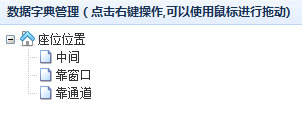 数据字典管理（点击右键操作,可以使用鼠标进行拖动)
座位位置
中间
靠窗口
靠通道